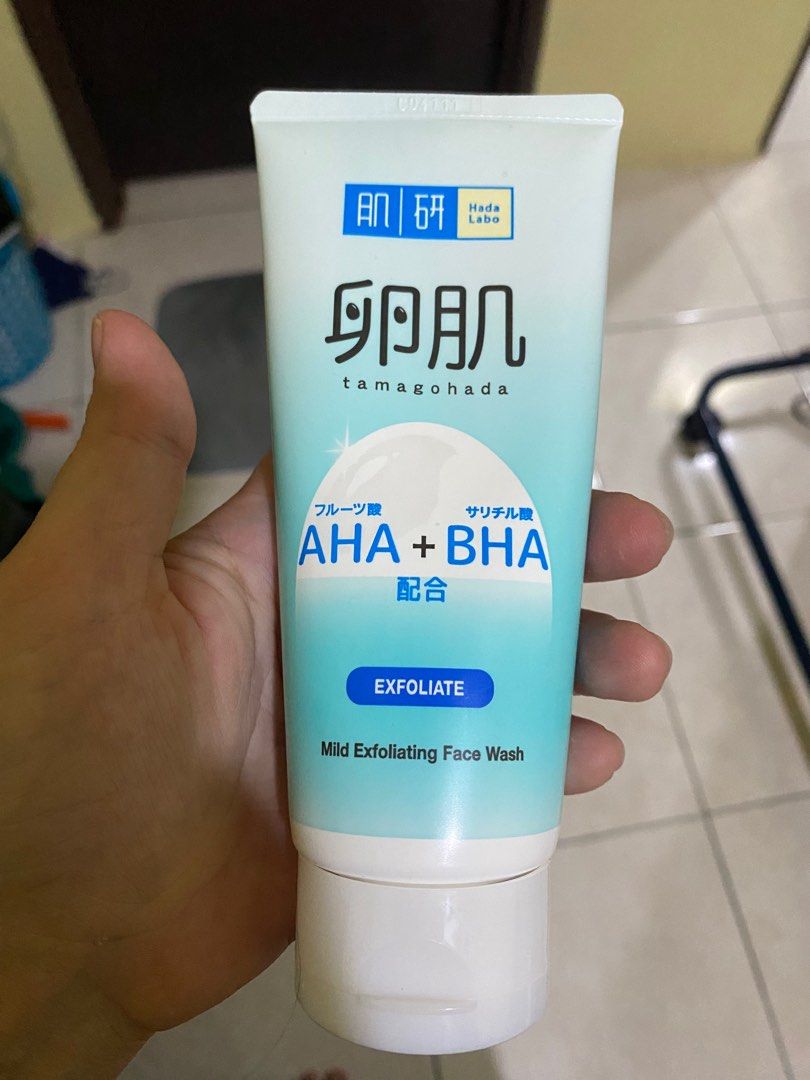 肌研 Hada Labo
卵肌
tamagohada
フルーツ酸 サリチル酸
AHA + BHA
配合
EXFOLIATE
Mild Exfoliating Face Wash